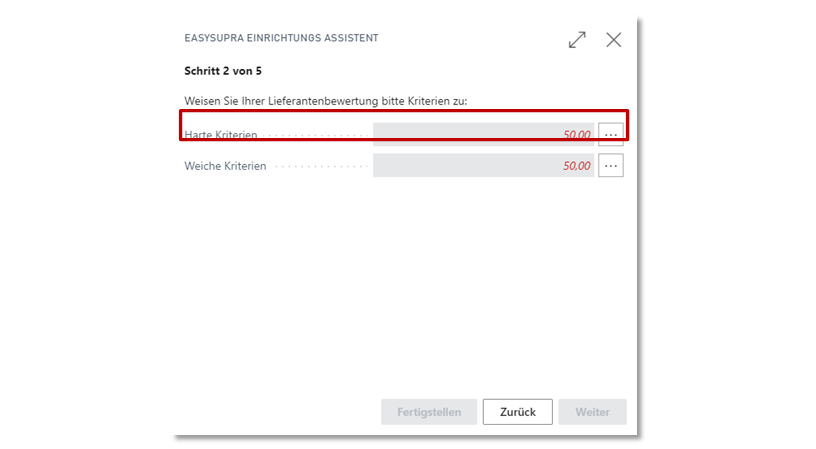 EASYSUPRA EINRICHTUNGS ASSISTENT
Schritt 2 von 5
Weisen Sie Ihrer Lieferantenbewertung bitte Kriterien zu:
Harte Kriterien 50,00 ...
Weiche Kriterien 50,00 ...
Fertigstellen Zurück Weiter